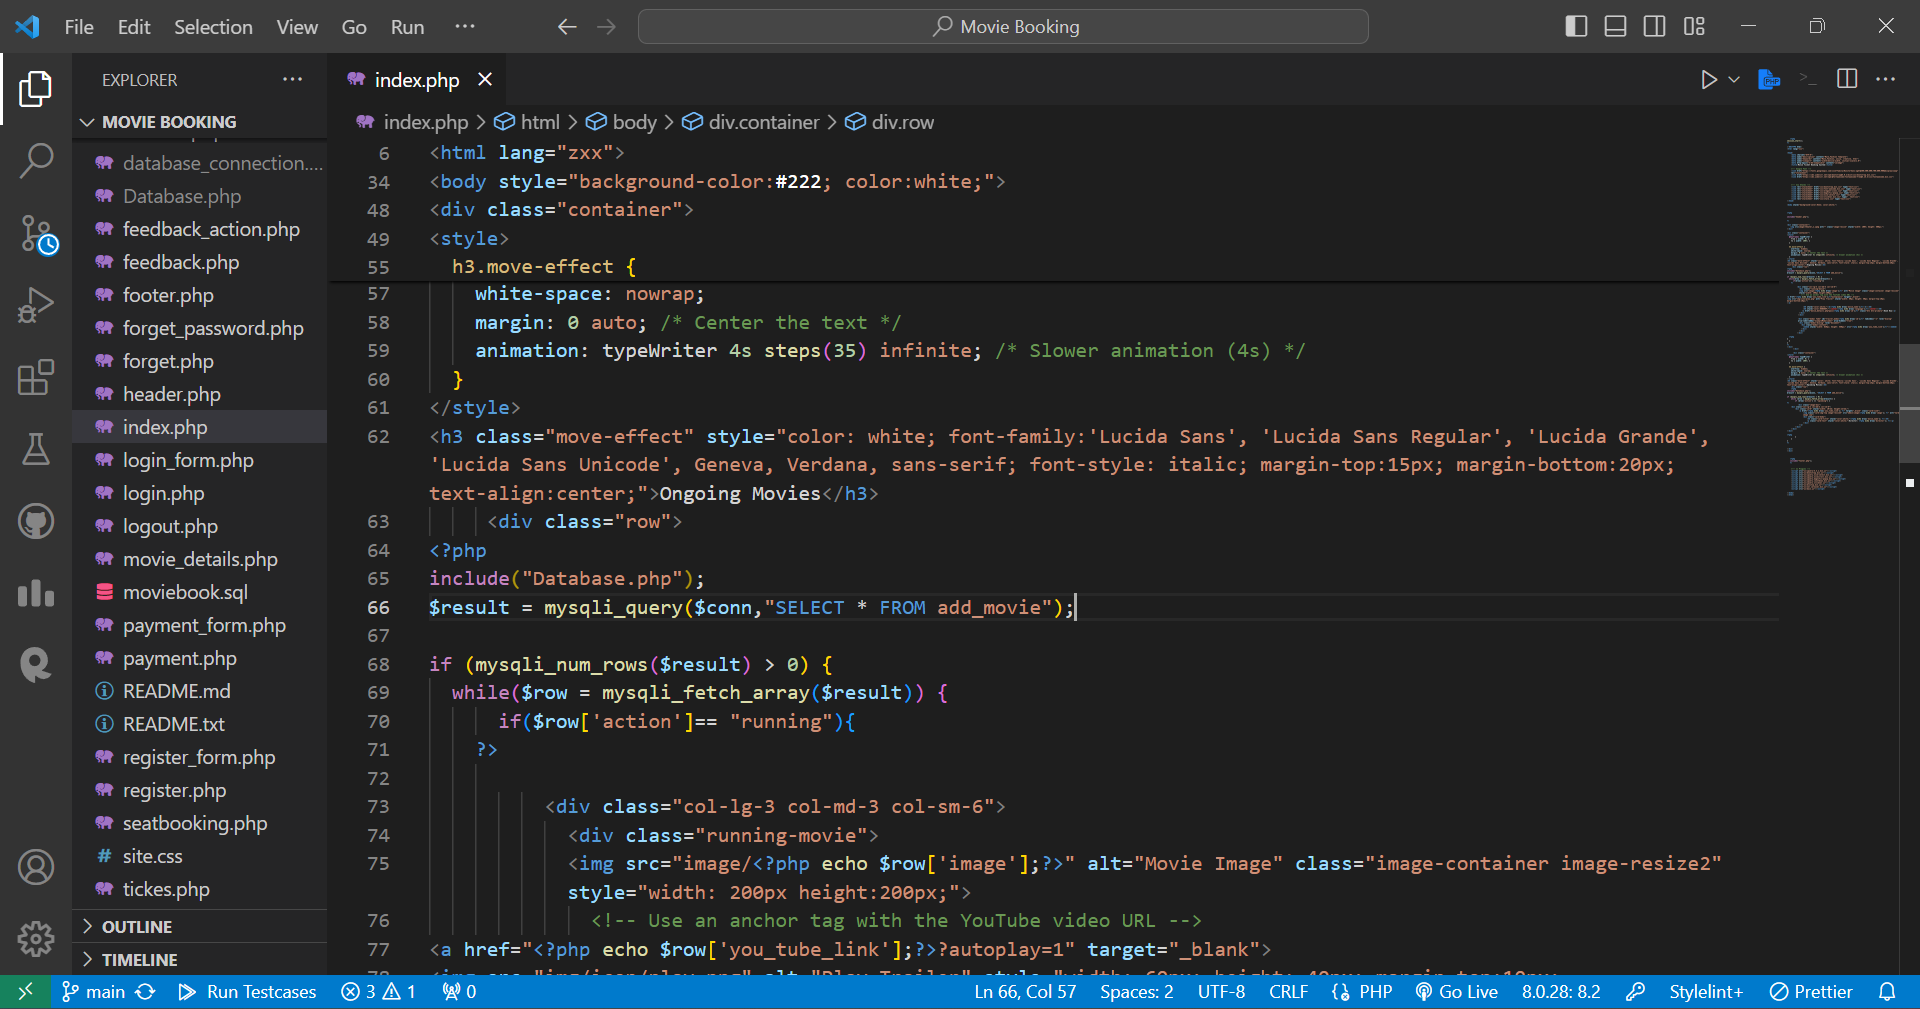 File Edit Selection View Go Run ··· Movie Booking
EXPLORER ···
MOVIE BOOKING
database_connection....
Database.php
feedback_action.php
feedback.php
footer.php
forget_password.php
forget.php
header.php
index.php
login_form.php
login.php
logout.php
movie_details.php
moviebook.sql
payment_form.php
payment.php
README.md
README.txt
register_form.php
register.php
seatbooking.php
# site.css
tickes.php
OUTLINE
TIMELINE
index.php
index.php > html > body > div.container > div.row
6 <html lang="zxx">
34 <body style="background-color:#222; color:white;">
48 <div class="container">
49 <style>
55 h3.move-effect {
57 white-space: nowrap;
58 margin: 0 auto; /* Center the text */
59 animation: typeWriter 4s steps(35) infinite; /* Slower animation (4s) */
60 }
61 </style>
62 <h3 class="move-effect" style="color: white; font-family:'Lucida Sans', 'Lucida Sans Regular', 'Lucida Grande',
'Lucida Sans Unicode', Geneva, Verdana, sans-serif; font-style: italic; margin-top:15px; margin-bottom:20px;
text-align:center;">Ongoing Movies</h3>
63 <div class="row">
64 <?php
65 include("Database.php");
66 $result = mysqli_query($conn,"SELECT * FROM add_movie");
67
68 if (mysqli_num_rows($result) > 0) {
69 while($row = mysqli_fetch_array($result)) {
70 if($row['action']== "running"){
71 ?>
72
73 <div class="col-lg-3 col-md-3 col-sm-6">
74 <div class="running-movie">
75 <img src="image/<?php echo $row['image'];?>" alt="Movie Image" class="image-container image-resize2"
style="width: 200px height:200px;">
76 <!-- Use an anchor tag with the YouTube video URL -->
77 <a href="<?php echo $row['you_tube_link'];?>?autoplay=1" target="_blank">
main Run Testcases 3 1 0 Ln 66, Col 57 Spaces: 2 UTF-8 CRLF PHP Go Live 8.0.28: 8.2 Stylelint+ Prettier